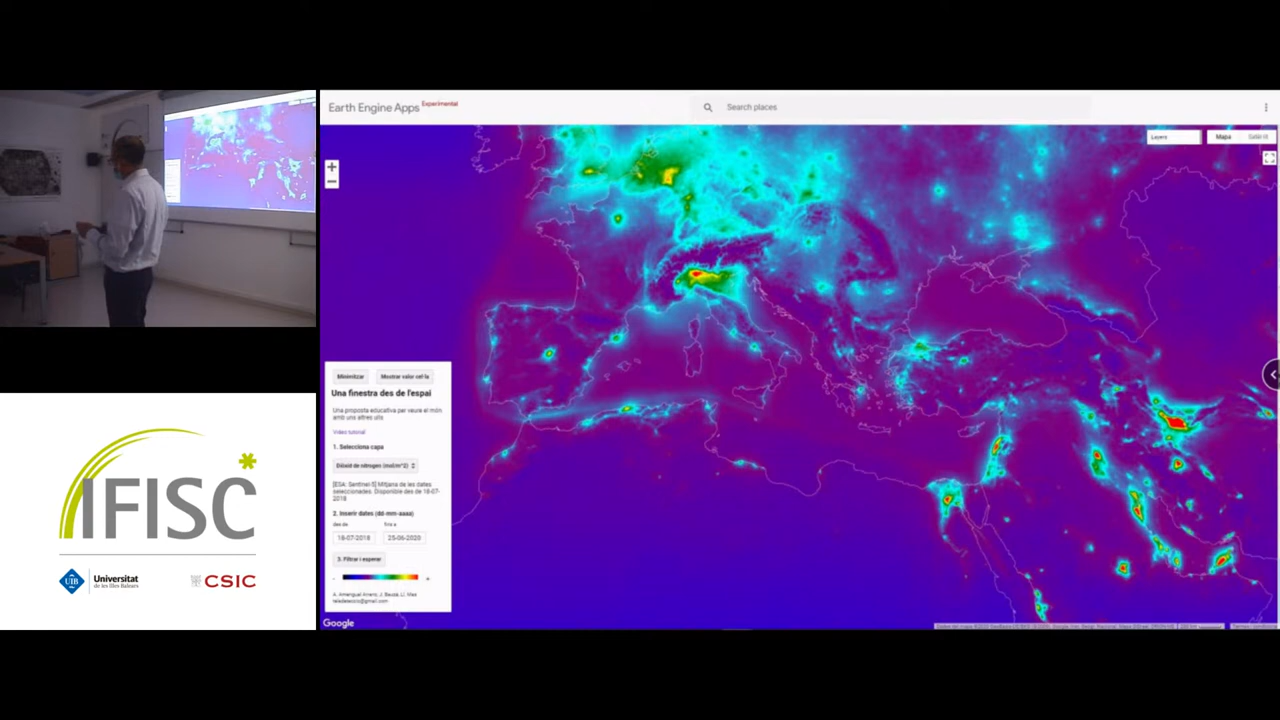 Earth Engine Apps Experimental
Search places
Layers
Mapa
Minimitzar
Mostrar valor cel·la
Una finestra des de l'espai
Una proposta educativa per veure el món
amb uns altres ulls
Vídeo tutorial
1. Selecciona capa
Diòxid de nitrogen (mol/m^2)
[ESA: Sentinel 5] Mitjana de les dates
seleccionades. Disponible des de 18-07-
2018
2. Inserir dates (dd-mm-aaaa)
des de
fins a
18-07-2018
25-06-2020
3. Filtrar i esperar
-
+
Google
IFISC
UIB
Universitat
de les Illes Balears
CSIC